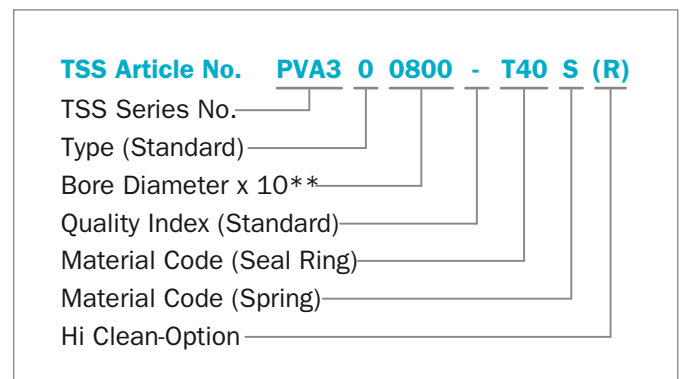 TSS Article No. PVA3 0 0800 - T40 S (R)
TSS Series No.
Type (Standard)
Bore Diameter x 10**
Quality Index (Standard)
Material Code (Seal Ring)
Material Code (Spring)
Hi Clean-Option